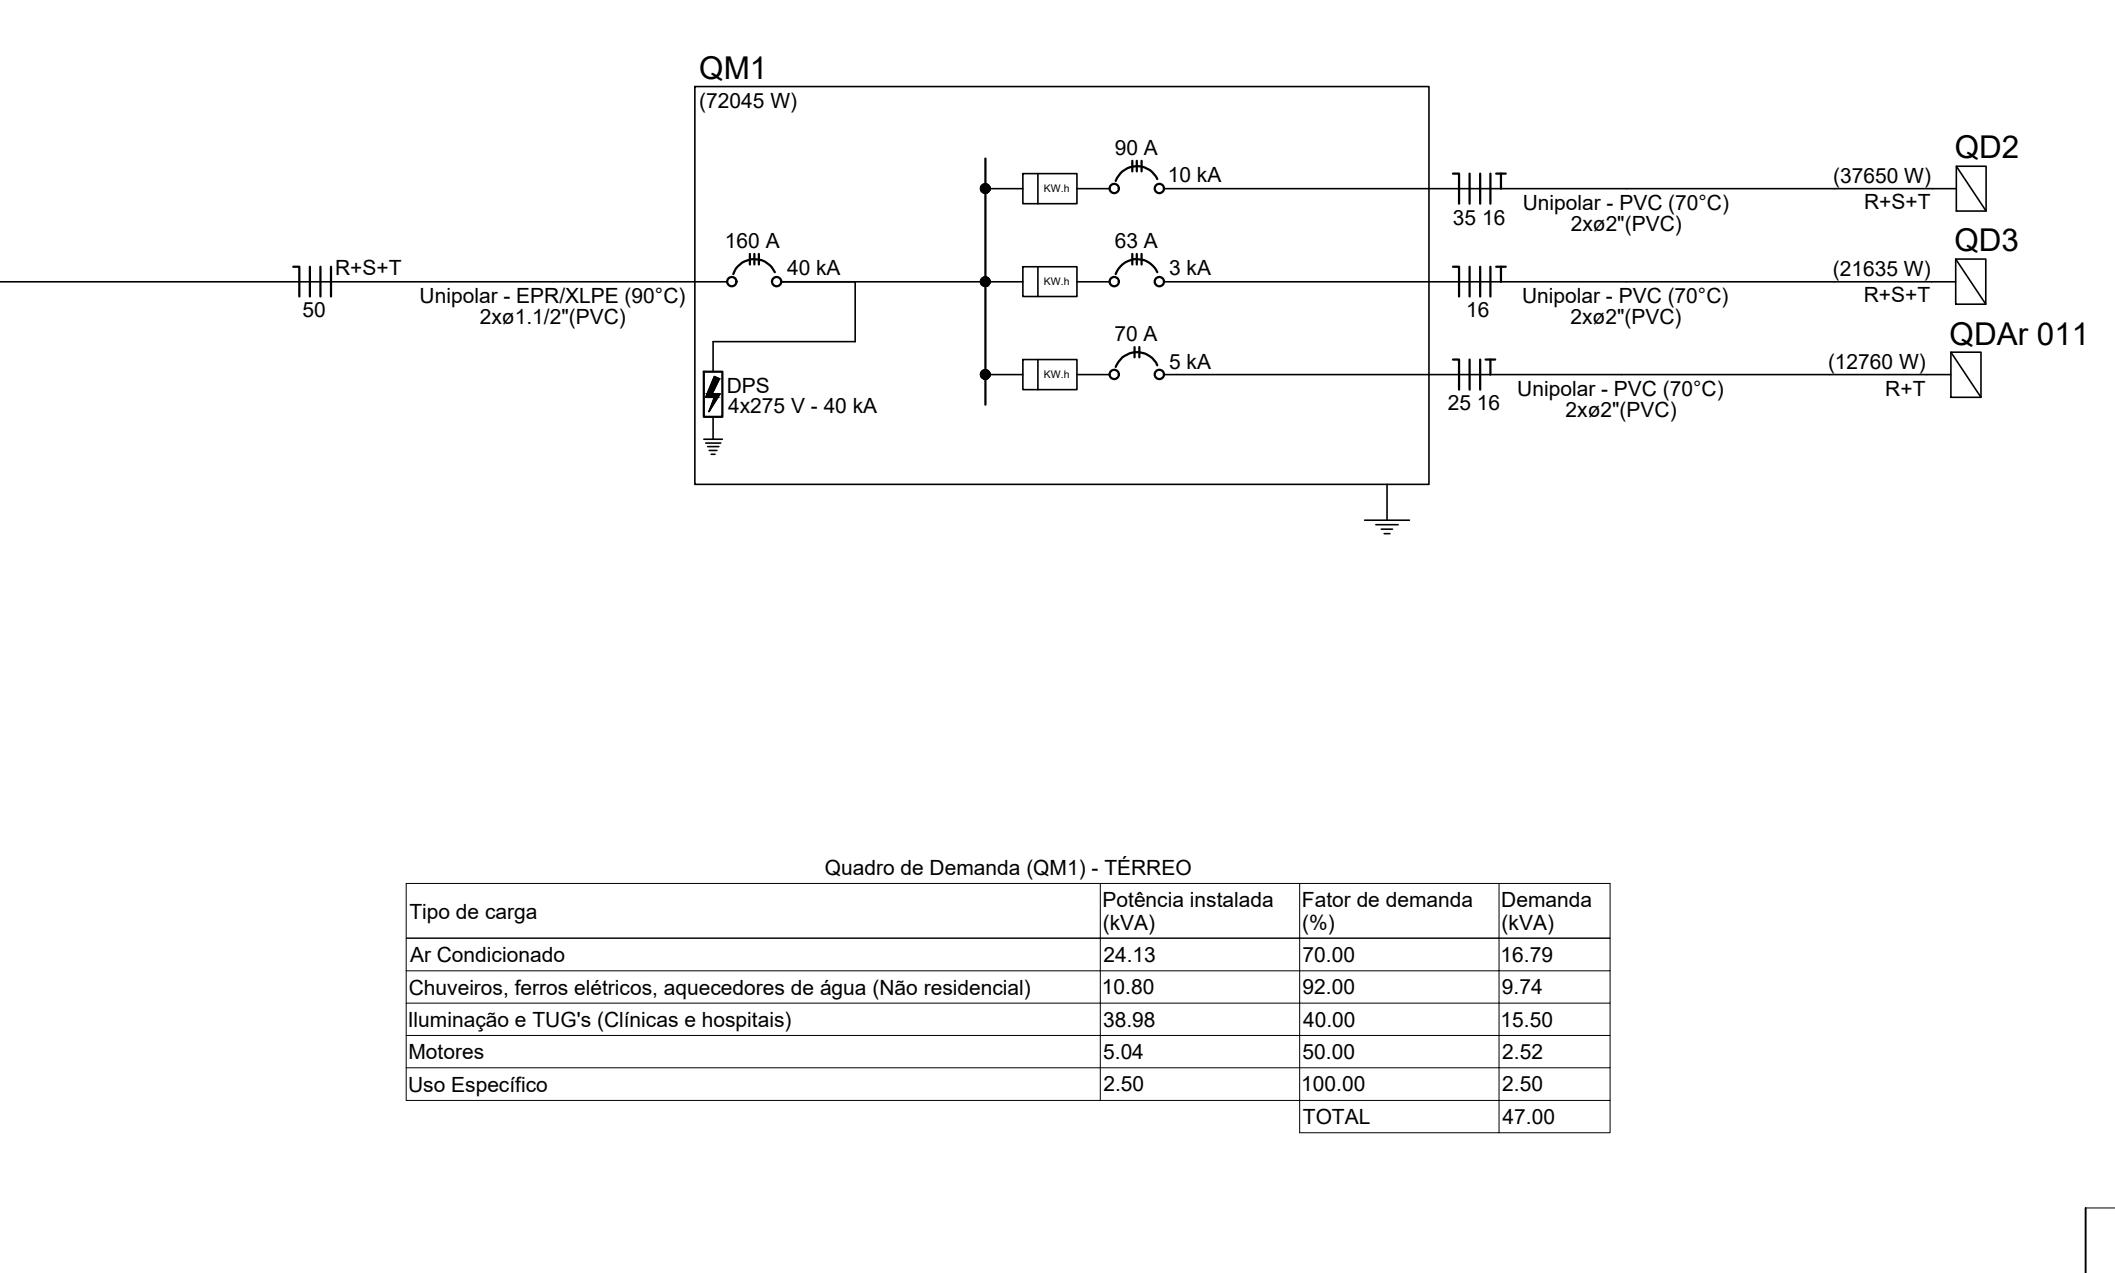 QM1
(72045 W)
160 A
40 kA
R+S+T
50
Unipolar - EPR/XLPE (90°C)
2xø1.1/2"(PVC)
DPS
4x275 V - 40 kA
KW.h
90 A
10 kA
35 16
Unipolar - PVC (70°C)
2xø2"(PVC)
(37650 W)
R+S+T
QD2
KW.h
63 A
3 kA
16
Unipolar - PVC (70°C)
2xø2"(PVC)
(21635 W)
R+S+T
QD3
KW.h
70 A
5 kA
25 16
Unipolar - PVC (70°C)
2xø2"(PVC)
(12760 W)
R+T
QDAr 011
Quadro de Demanda (QM1) - TÉRREO
Tipo de carga
Potência instalada
(kVA)
Fator de demanda
(%)
Demanda
(kVA)
Ar Condicionado 24.13 70.00 16.79
Chuveiros, ferros elétricos, aquecedores de água (Não residencial) 10.80 92.00 9.74
Iluminação e TUG's (Clínicas e hospitais) 38.98 40.00 15.50
Motores 5.04 50.00 2.52
Uso Específico 2.50 100.00 2.50
TOTAL 47.00